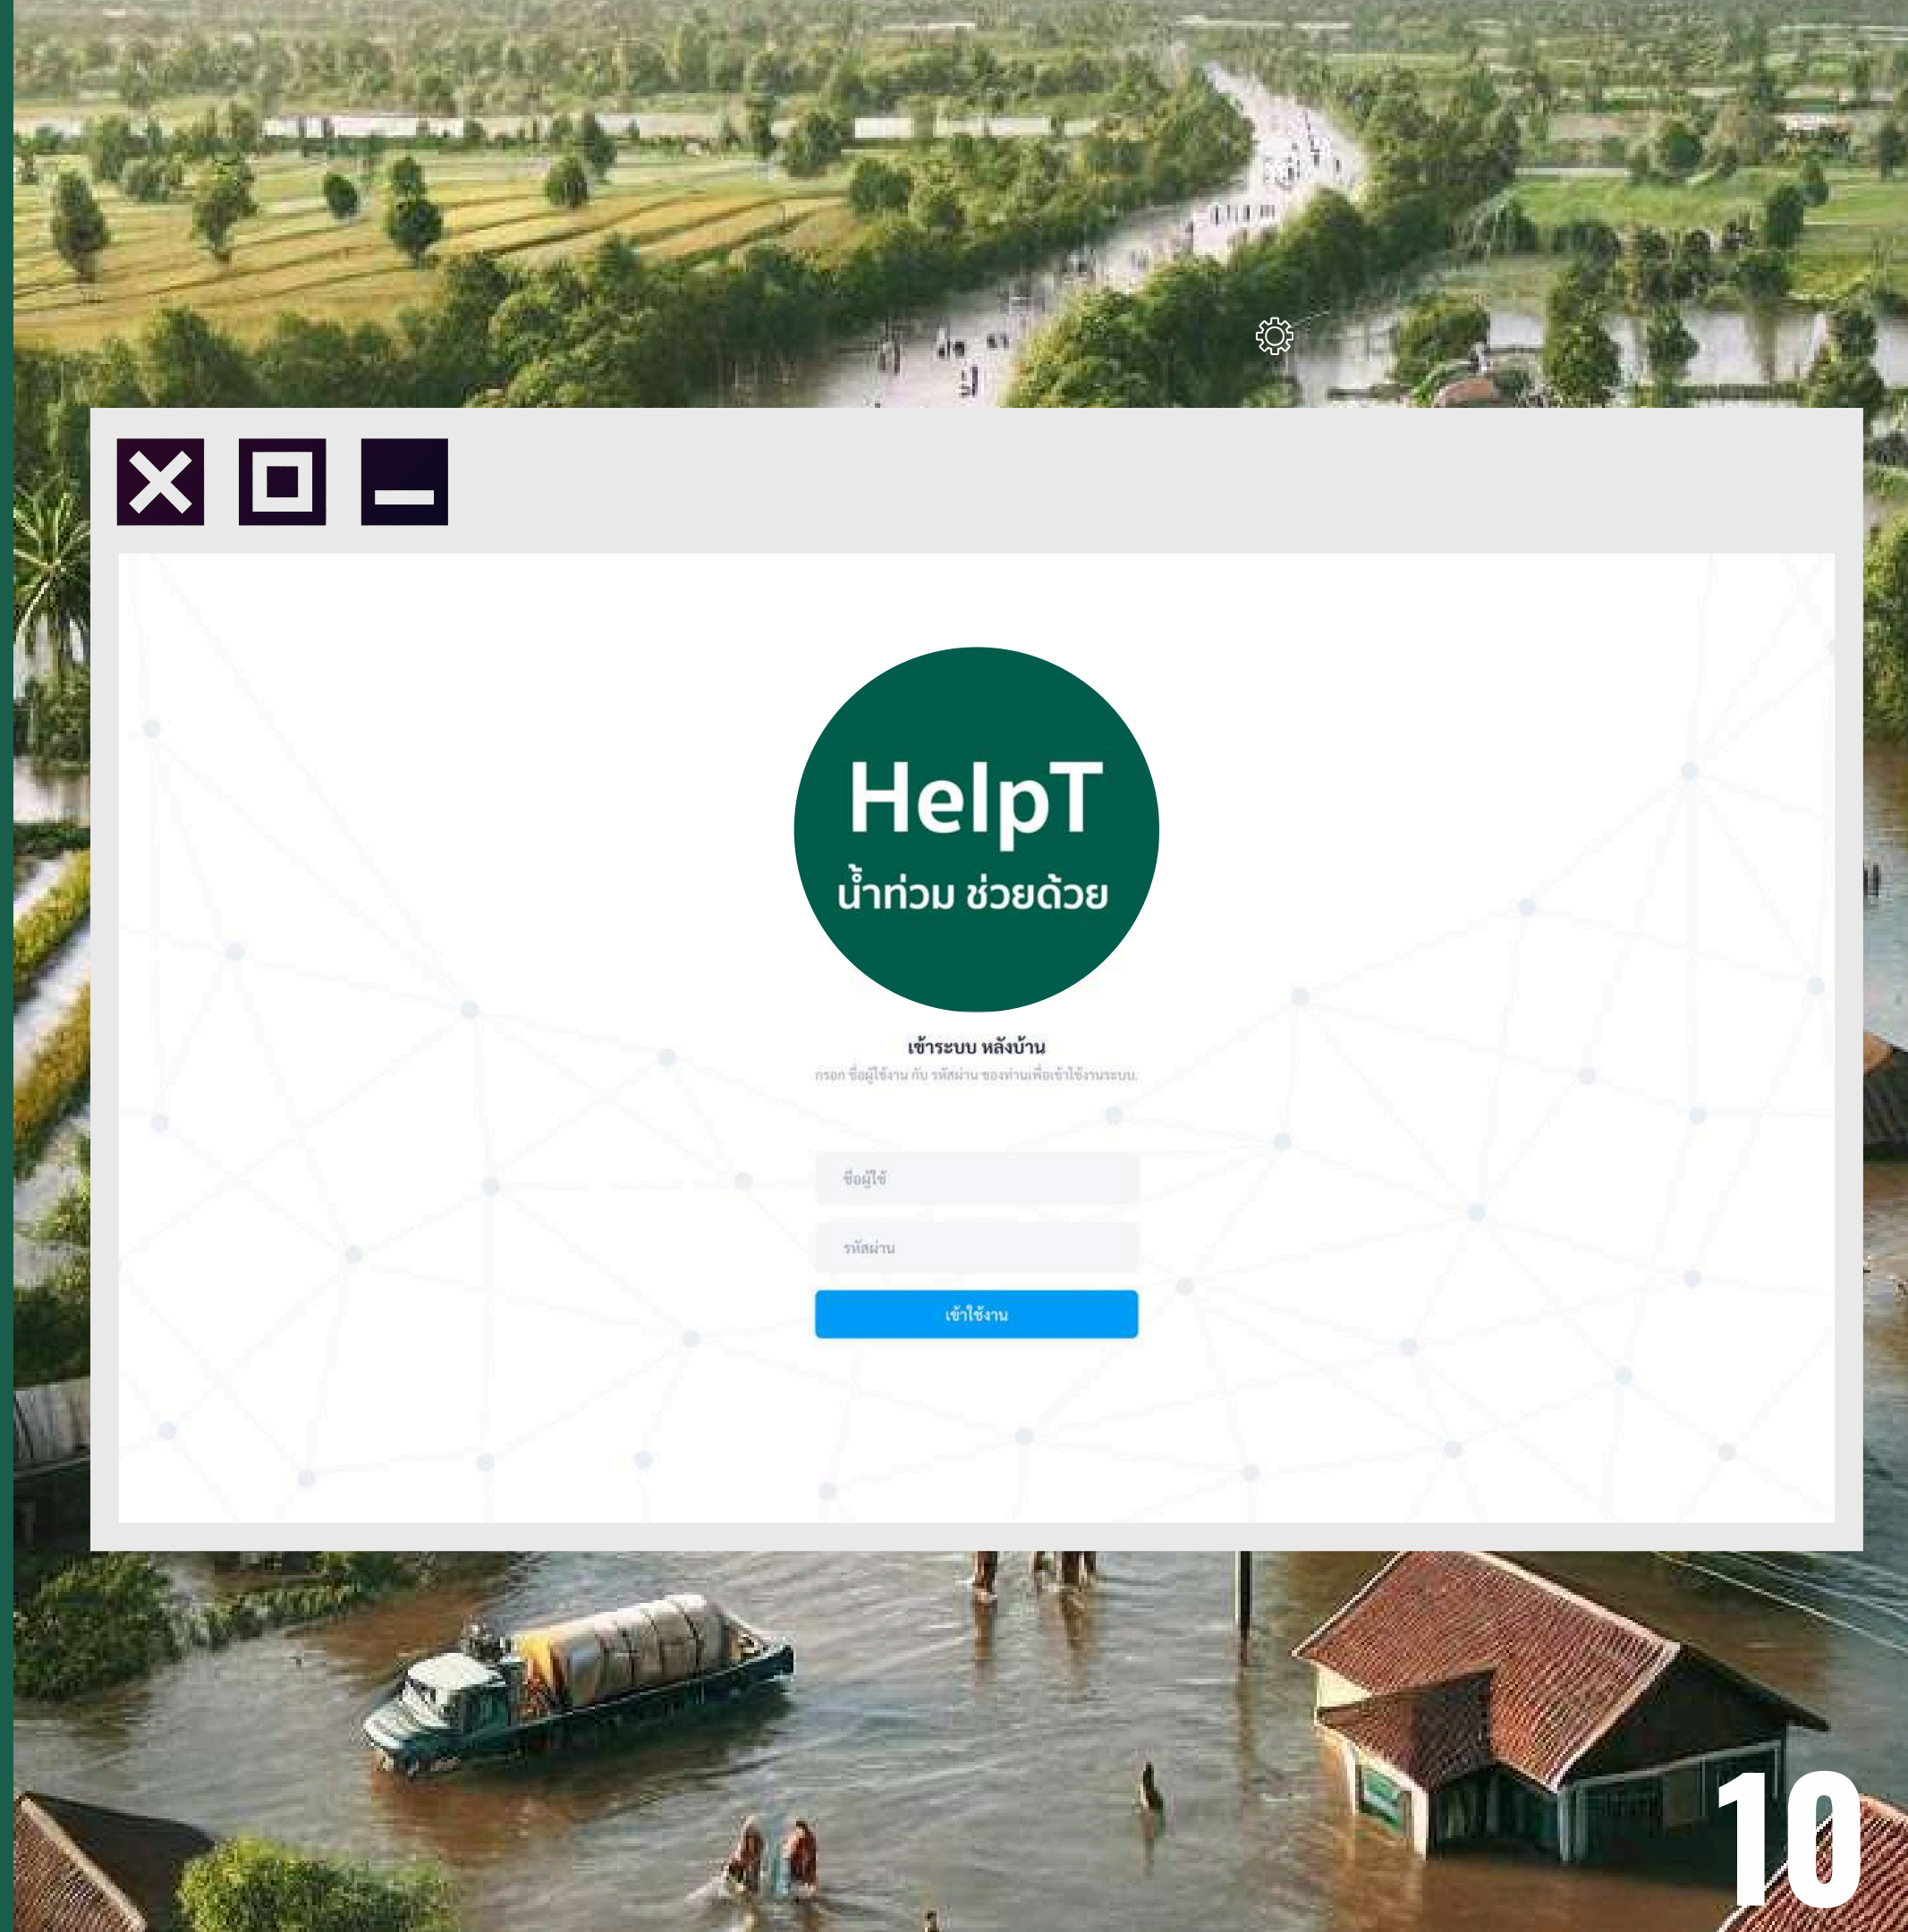 HelpT
น้ำท่วม ช่วยด้วย
เข้าระบบ หลังบ้าน
กรอก ชื่อผู้ใช้งาน กับ รหัสผ่าน ของท่านเพื่อเข้าใช้งานระบบ.
ชื่อผู้ใช้
รหัสผ่าน
เข้าใช้งาน
10